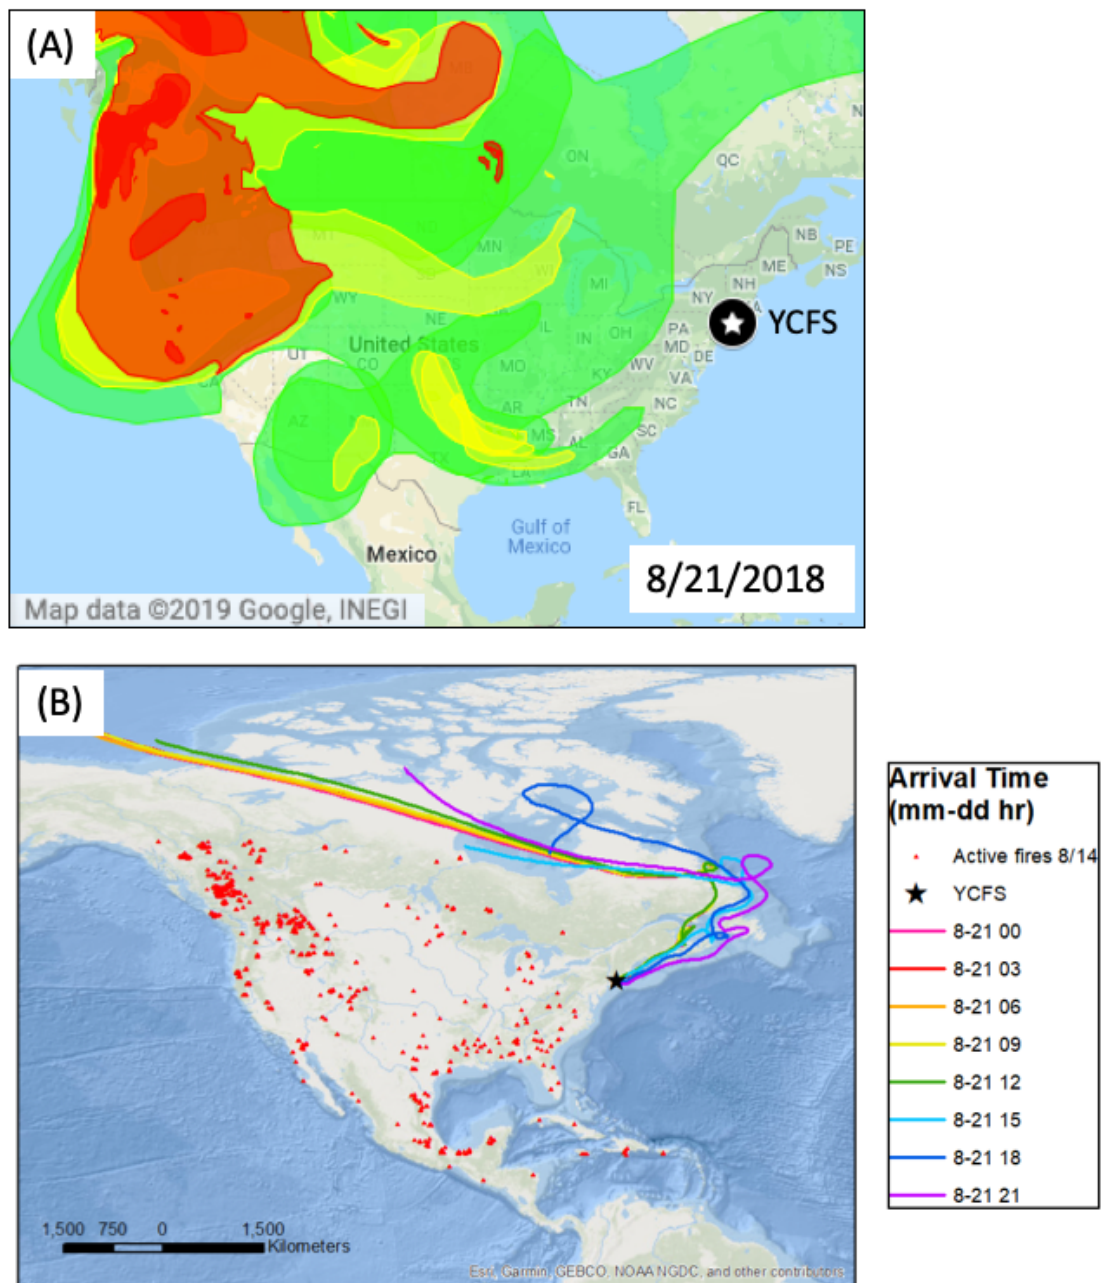 (A)
ON
QC
MN
NB
PE
ME
NS
WI
MI
NH
NY
WY
NE
IL
IN
OH
PA
MD
DE
YCFS
United States
UT
CO
MO
WV
VA
KY
CA
AZ
AR
TN
NC
MS
AL
SC
GA
TX
LA
FL
Gulf of
Mexico
Mexico
8/21/2018
Map data ©2019 Google, INEGI
(B)
Arrival Time
(mm-dd hr)
Active fires 8/14
YCFS
8-21 00
8-21 03
8-21 06
8-21 09
8-21 12
8-21 15
8-21 18
8-21 21
1,500 750 0 1,500
Kilometers
Esri, Garmin, GEBCO, NOAA NGDC, and other contributors